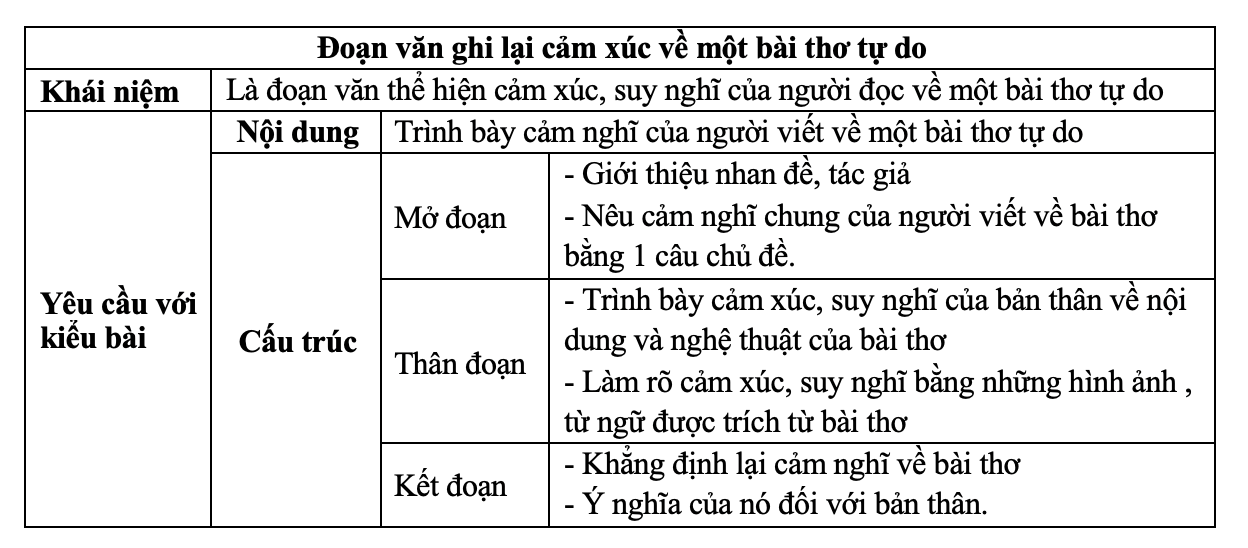 Đoạn văn ghi lại cảm xúc về một bài thơ tự do
Khái niệm
Là đoạn văn thể hiện cảm xúc, suy nghĩ của người đọc về một bài thơ tự do
Yêu cầu với
kiểu bài
Nội dung
Trình bày cảm nghĩ của người viết về một bài thơ tự do
Cấu trúc
Mở đoạn
- Giới thiệu nhan đề, tác giả
- Nêu cảm nghĩ chung của người viết về bài thơ
bằng 1 câu chủ đề.
Thân đoạn
- Trình bày cảm xúc, suy nghĩ của bản thân về nội
dung và nghệ thuật của bài thơ
- Làm rõ cảm xúc, suy nghĩ bằng những hình ảnh ,
từ ngữ được trích từ bài thơ
Kết đoạn
- Khẳng định lại cảm nghĩ về bài thơ
- Ý nghĩa của nó đối với bản thân.